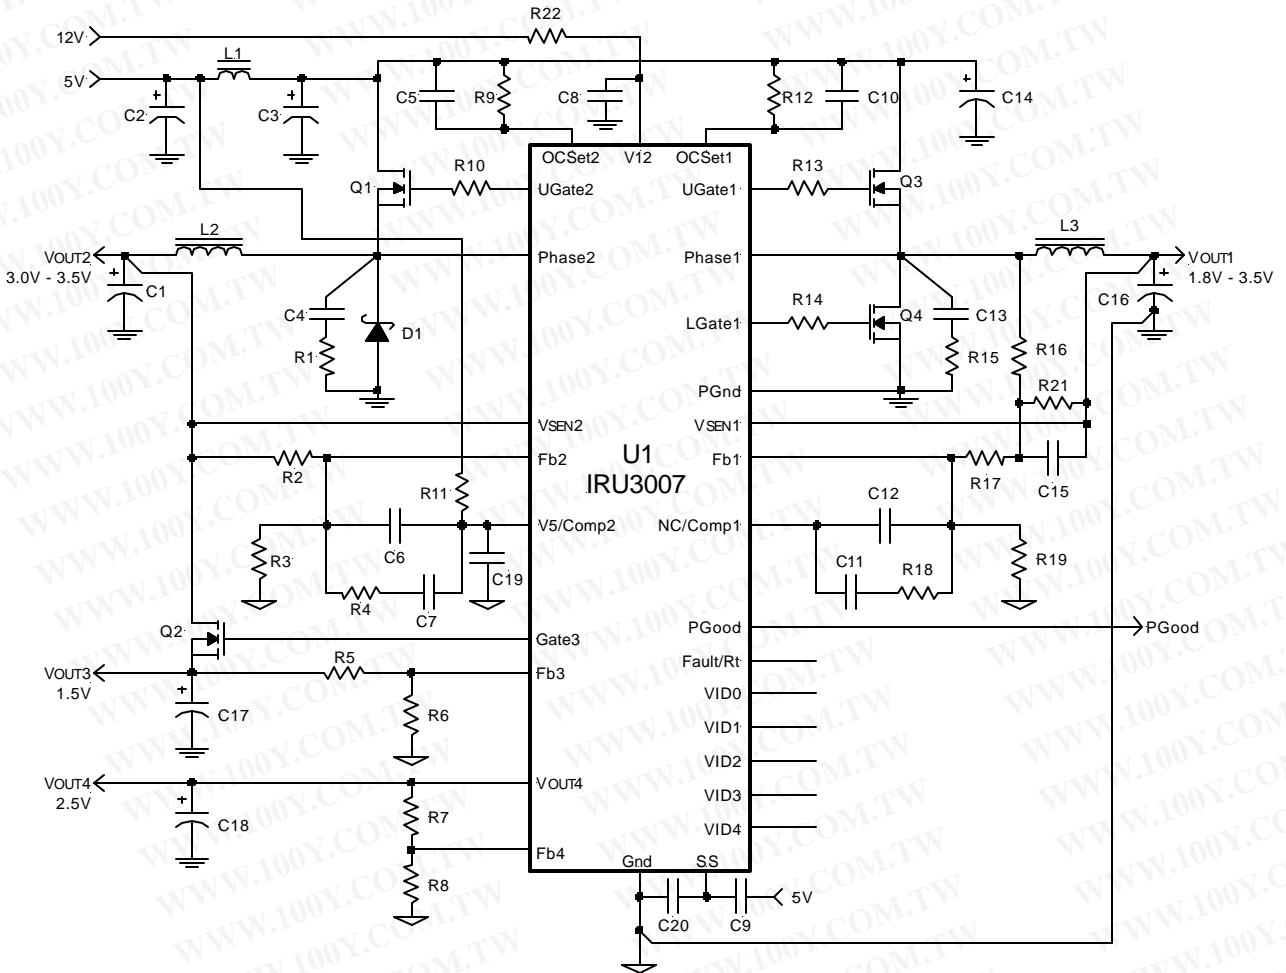 R22
12V
L1
5V
C2
C3
C5
R9
C8
R12
C10
C14
OCSet2
V12
OCSet1
R10
R13
Q1
UGate2
UGate1
Q3
L2
L3
VOUT2
3.0V - 3.5V
Phase2
Phase1
VOUT1
1.8V - 3.5V
C1
C16
C4
D1
R14
LGate1
Q4
C13
R1
R15
R16
PGnd
R21
VSEN2
VSEN1
U1
IRU3007
Fb2
Fb1
R2
R11
R17
C15
C12
V5/Comp2
NC/Comp1
R3
C6
C19
C11
R18
R19
R4
C7
Q2
Gate3
PGood
PGood
VOUT3
1.5V
R5
Fb3
Fault/Rt
VID0
C17
R6
VID1
VID2
VOUT4
2.5V
VOUT4
VID3
C18
R7
VID4
Fb4
Gnd
SS
R8
C20
C9
5V
WWW.100Y.COM.TW